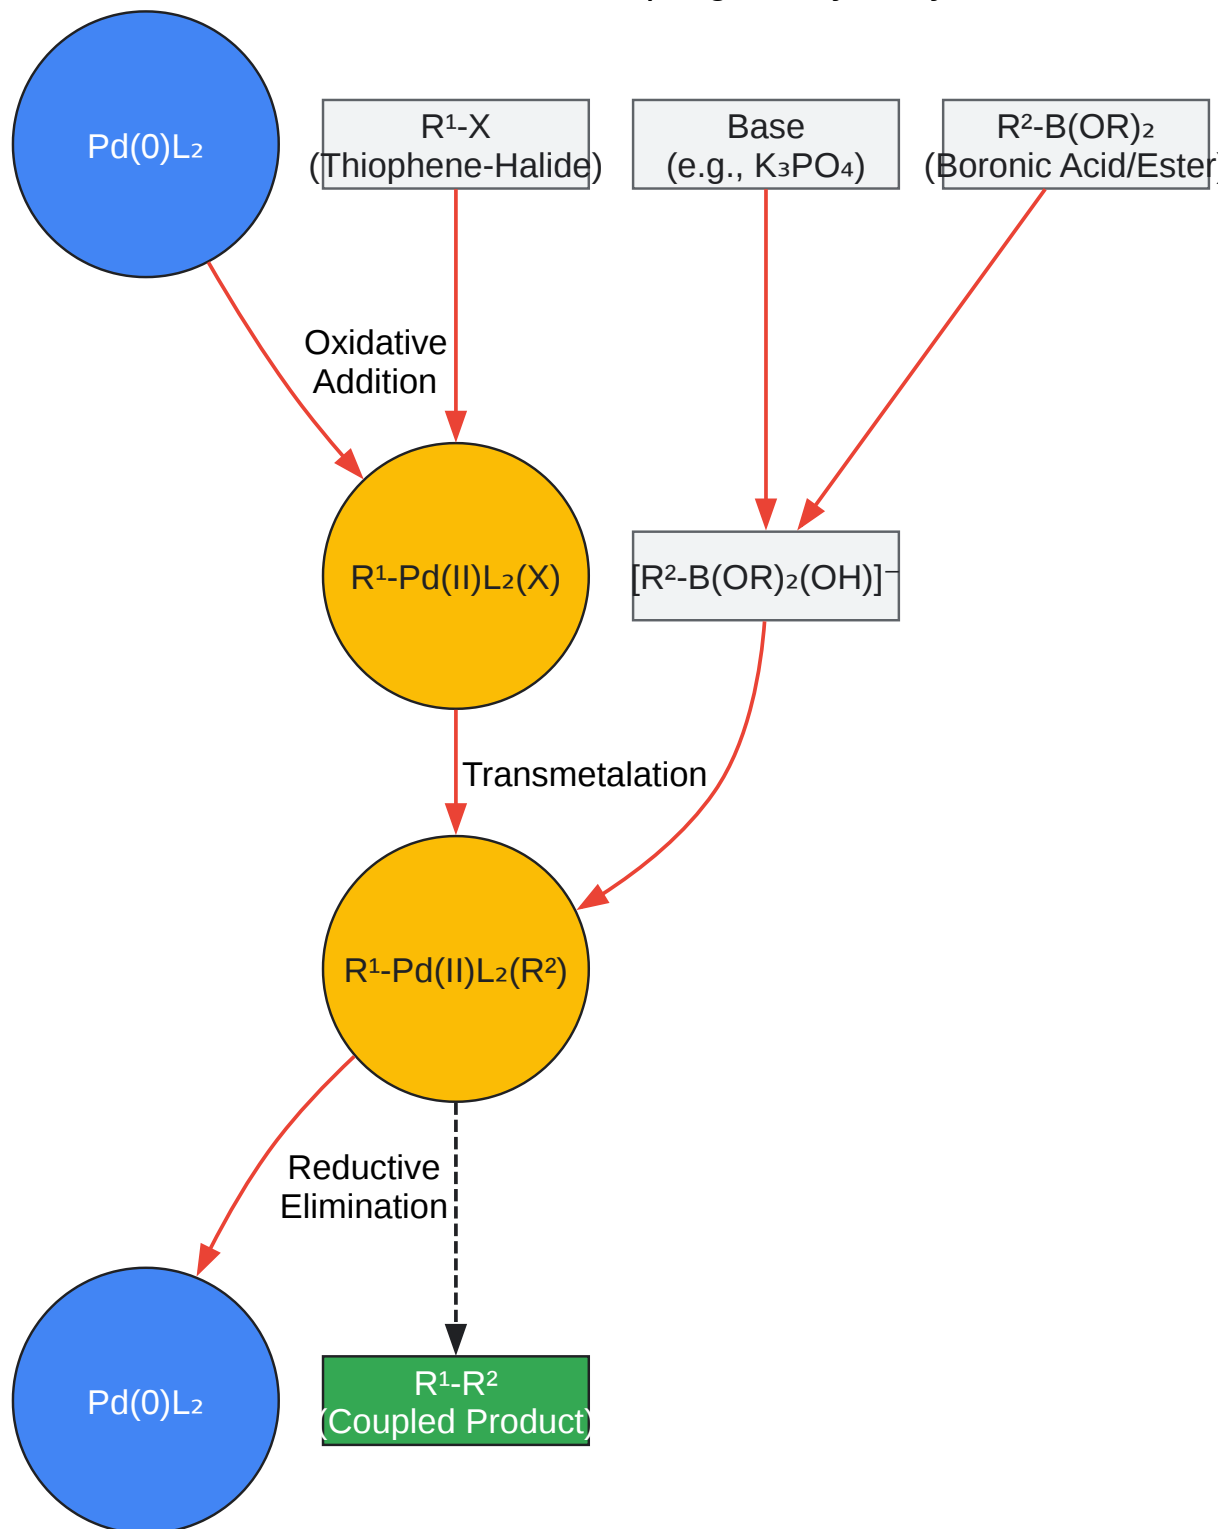 Pd(0)L₂
R¹-X
(Thiophene-Halide)
Base
(e.g., K₃PO₄)
R²-B(OR)₂
(Boronic Acid/Ester)
Oxidative
Addition
R¹-Pd(II)L₂(X)
[R²-B(OR)₂(OH)]⁻
Transmetalation
R¹-Pd(II)L₂(R²)
Reductive
Elimination
Pd(0)L₂
R¹-R²
(Coupled Product)